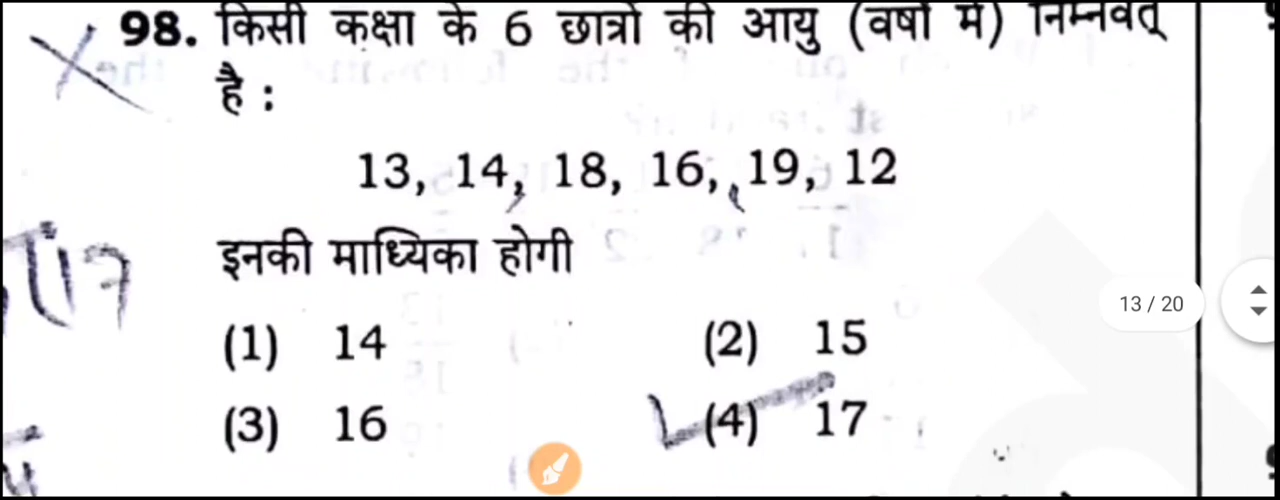 98. किसी कक्षा के 6 छात्रों की आयु (वर्षों में) निम्नवत्
है :
13, 14, 18, 16, 19, 12
इनकी माध्यिका होगी
13 / 20
(1) 14 (2) 15
(3) 16 (4) 17